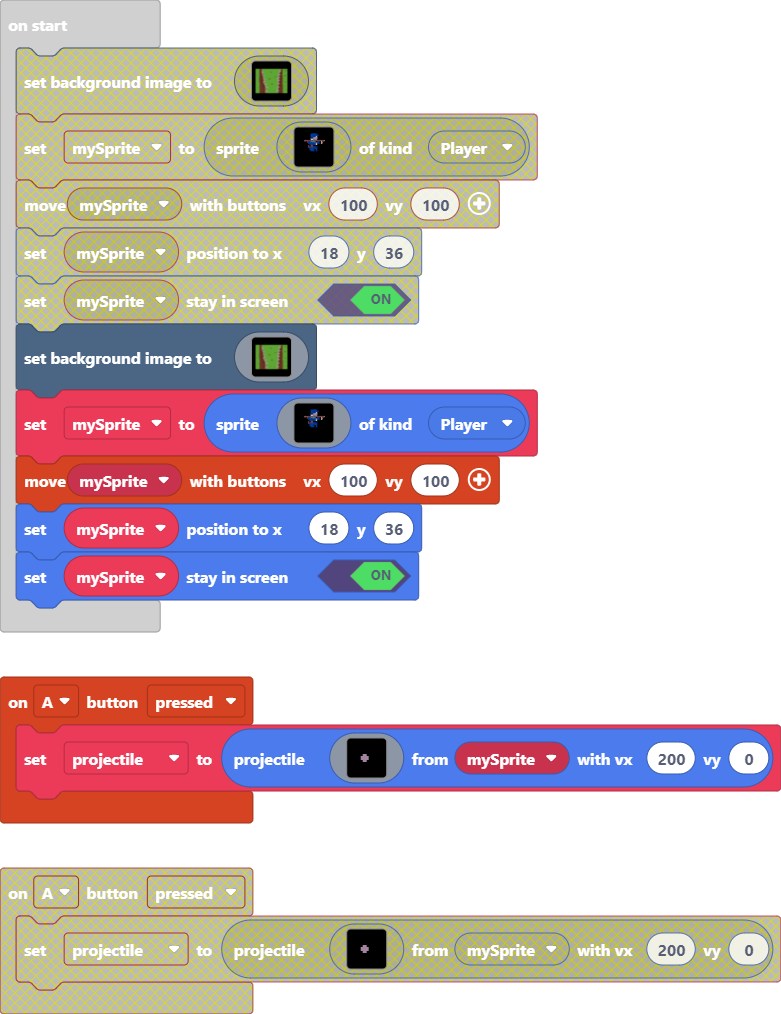 on start
set background image to
set mySprite to sprite of kind Player
move mySprite with buttons vx 100 vy 100
set mySprite position to x 18 y 36
set mySprite stay in screen ON
set background image to
set mySprite to sprite of kind Player
move mySprite with buttons vx 100 vy 100
set mySprite position to x 18 y 36
set mySprite stay in screen ON
on A button pressed
set projectile to projectile from mySprite with vx 200 vy 0
on A button pressed
set projectile to projectile from mySprite with vx 200 vy 0